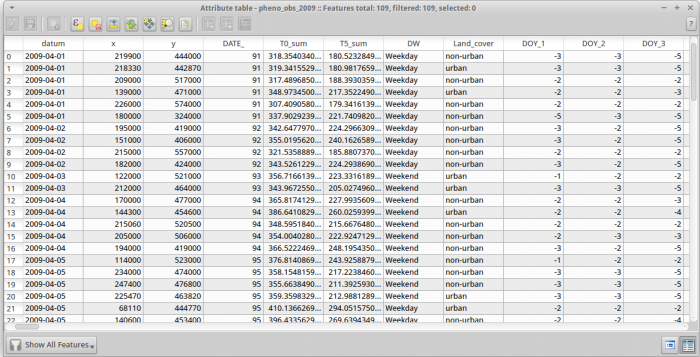 Attribute table - pheno_obs_2009 :: Features total: 109, filtered: 109, selected: 0
datum x y DATE_ T0_sum T5_sum DW Land_cover DOY_1 DOY_2 DOY_3
0 2009-04-01 219900 444000 91 318.3540340... 180.5232849... Weekday non-urban -3 -3 -5
1 2009-04-01 218330 442870 91 319.3415529... 180.9817659... Weekday urban -3 -3 -5
2 2009-04-01 209000 517000 91 317.4896850... 188.3930359... Weekday non-urban -2 -2 -2
3 2009-04-01 139000 471000 91 348.9734500... 217.3522490... Weekday urban -2 -2 -3
4 2009-04-01 226000 574000 91 307.4090580... 179.3416139... Weekday non-urban -2 -2 -2
5 2009-04-01 180000 324000 91 337.9029239... 221.7409820... Weekday non-urban -5 -3 -5
6 2009-04-02 195000 419000 92 342.6477970... 224.2966309... Weekday non-urban -2 -3 -5
7 2009-04-02 151000 406000 92 355.0195620... 240.1626589... Weekday non-urban -2 -3 -5
8 2009-04-02 215000 557000 92 321.5358889... 185.8807370... Weekday non-urban -2 -2 -2
9 2009-04-02 182000 424000 92 343.5261229... 224.2938690... Weekday non-urban -2 -3 -5
10 2009-04-03 122000 521000 93 356.7166139... 223.3316189... Weekend urban -1 -2 -2
11 2009-04-03 212000 464000 93 343.9672550... 205.0274960... Weekend urban -3 -3 -5
12 2009-04-04 170000 477000 94 365.8174129... 227.9935609... Weekend non-urban -2 -3 -2
13 2009-04-04 144300 454600 94 386.6410829... 260.0259399... Weekend urban -2 -2 -4
14 2009-04-04 215060 520500 94 348.5951840... 215.6676480... Weekend non-urban -2 -2 -5
15 2009-04-04 205000 506000 94 354.0040280... 222.9247129... Weekend non-urban -2 -3 -5
16 2009-04-04 194000 419000 94 366.5222469... 248.1954350... Weekend non-urban -3 -2 -5
17 2009-04-05 114000 523000 95 376.8140869... 243.9258879... Weekend non-urban -3 -2 -2
18 2009-04-05 234000 474000 95 358.1548159... 217.2238460... Weekend non-urban -3 -3 -5
19 2009-04-05 247400 476800 95 355.6638490... 211.3925930... Weekend non-urban -3 -3 -5
20 2009-04-05 225470 463820 95 359.3598329... 212.9881289... Weekend urban -3 -3 -5
21 2009-04-05 68110 444770 95 410.1366269... 294.0515750... Weekday urban -2 -2 -5
22 2009-04-05 140600 453400 95 396.4335629... 269.6394349... Weekday non-urban -2 -2 -4
Show All Features